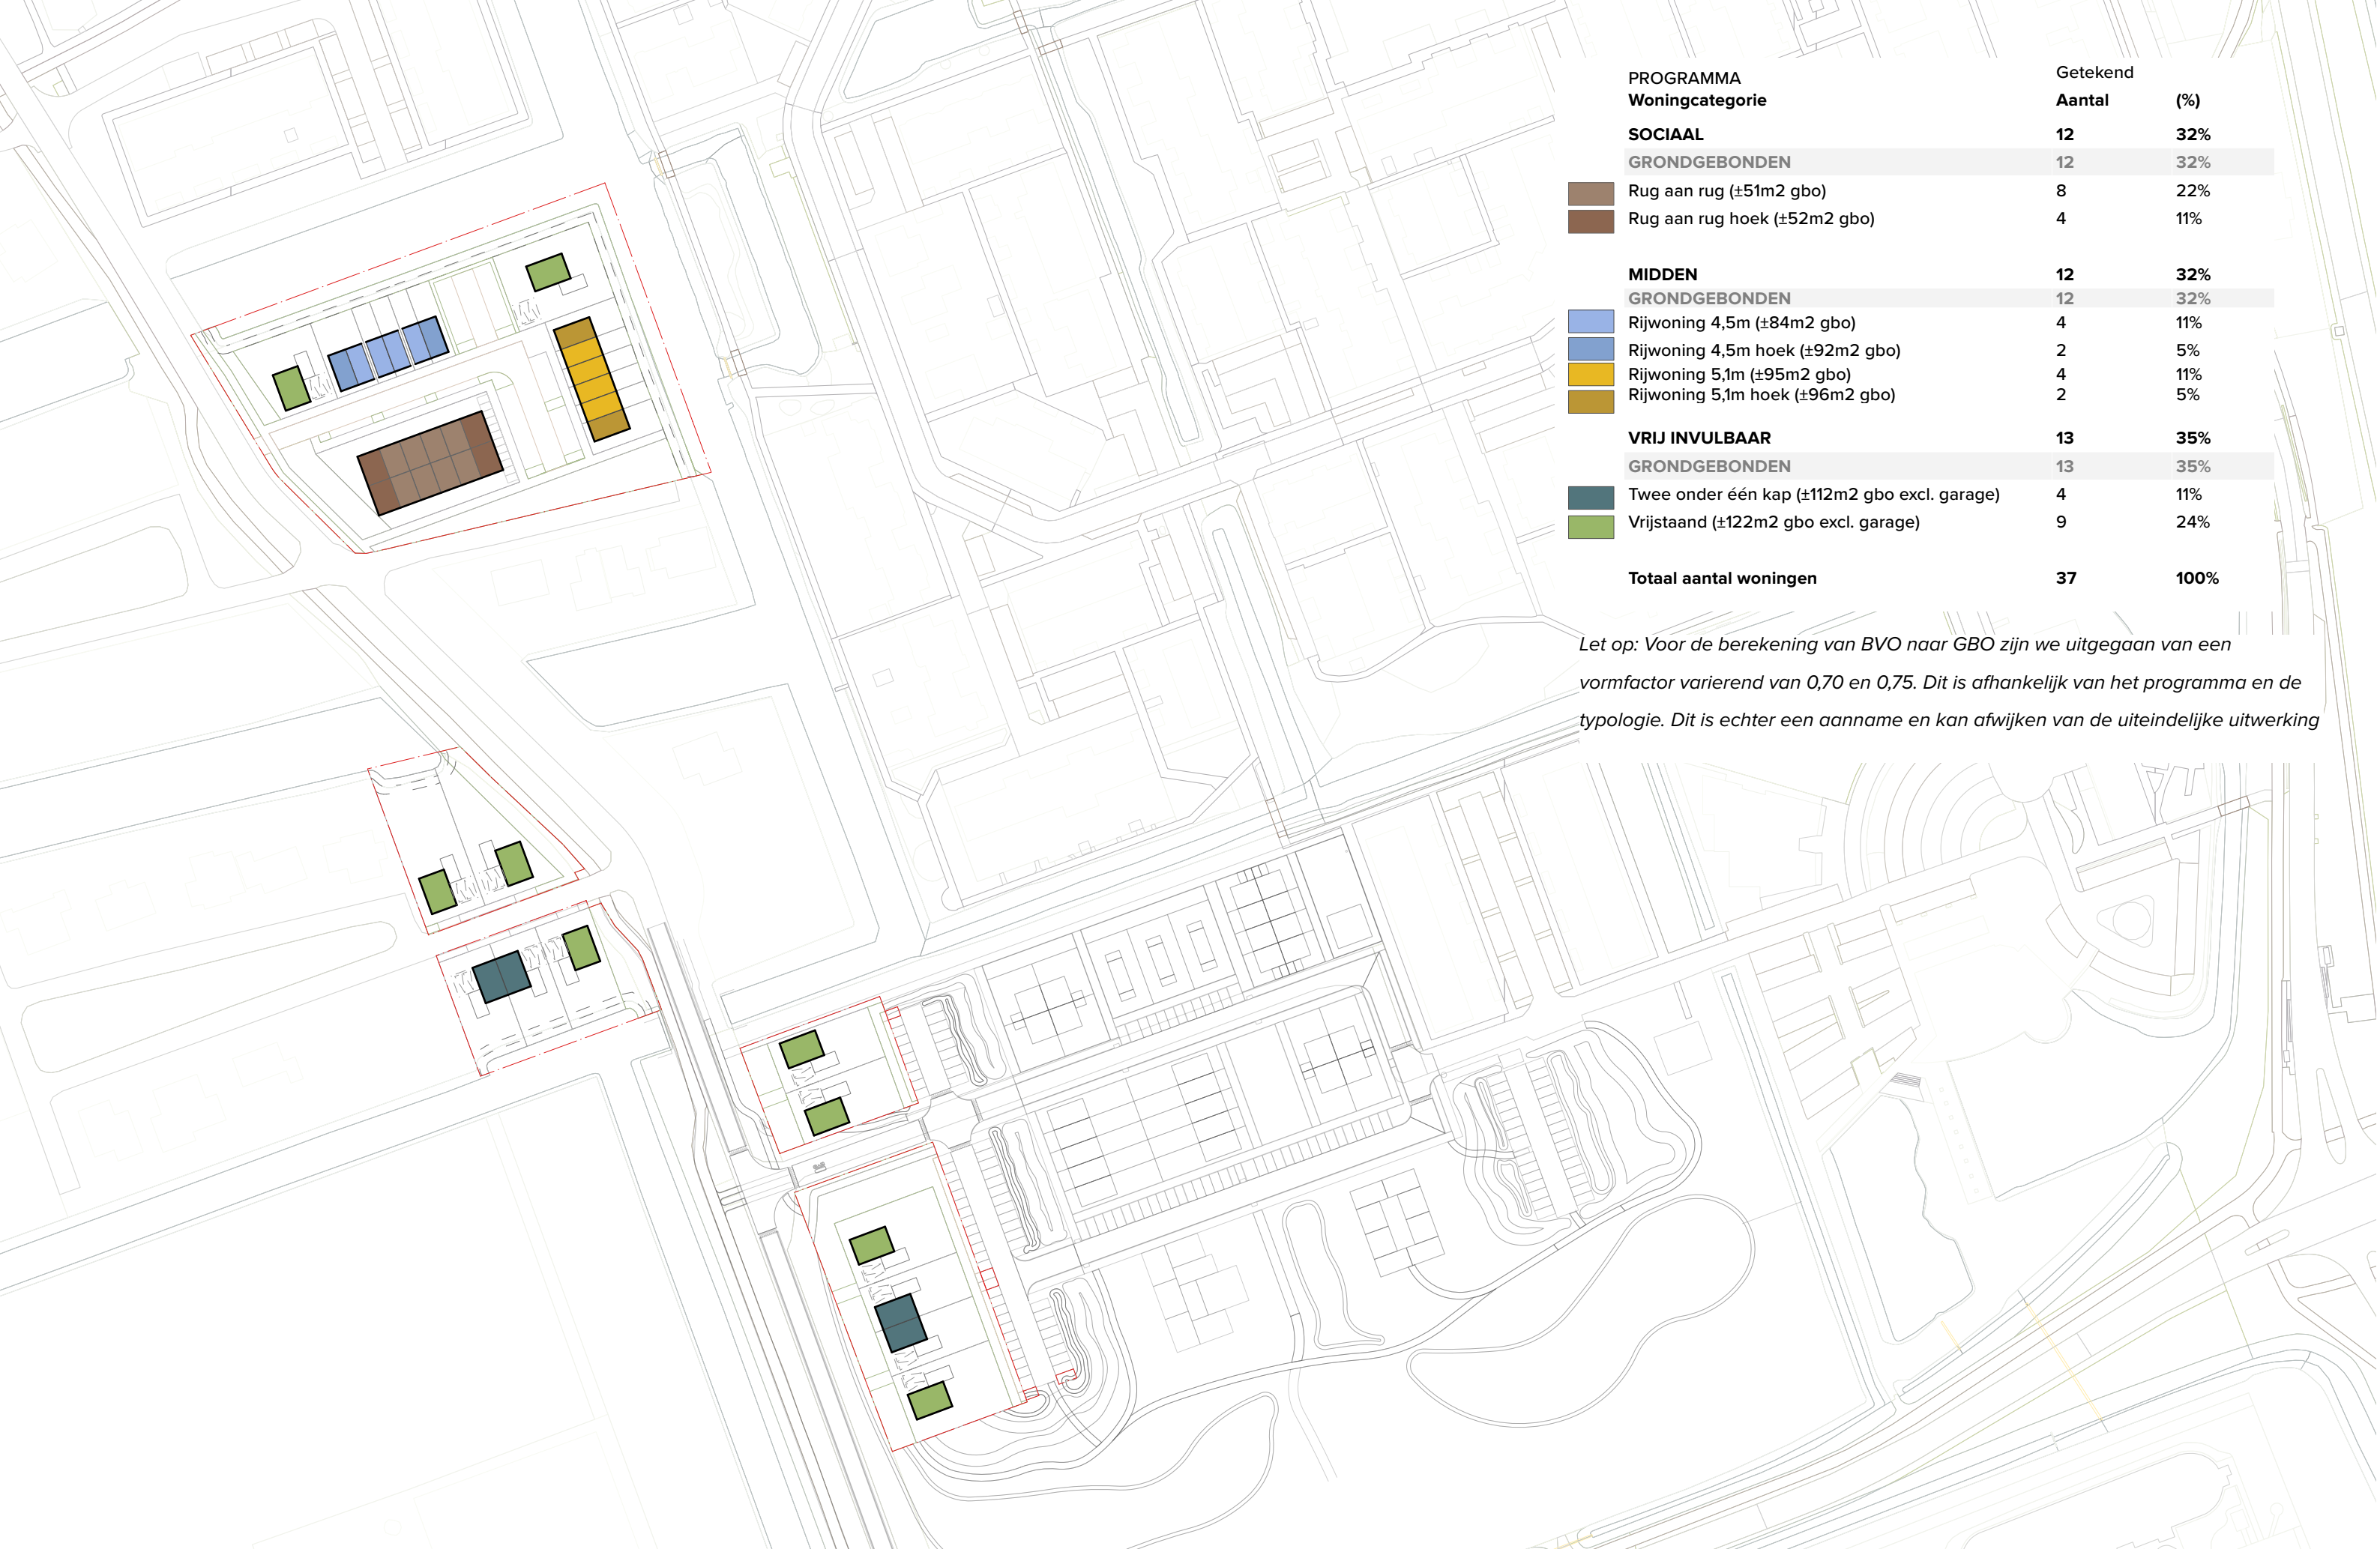 PROGRAMMA Getekend
Woningcategorie Aantal (%)
SOCIAAL 12 32%
GRONDGEBONDEN 12 32%
Rug aan rug (±51m2 gbo) 8 22%
Rug aan rug hoek (±52m2 gbo) 4 11%
MIDDEN 12 32%
GRONDGEBONDEN 12 32%
Rijwoning 4,5m (±84m2 gbo) 4 11%
Rijwoning 4,5m hoek (±92m2 gbo) 2 5%
Rijwoning 5,1m (±95m2 gbo) 4 11%
Rijwoning 5,1m hoek (±96m2 gbo) 2 5%
VRIJ INVULBAAR 13 35%
GRONDGEBONDEN 13 35%
Twee onder één kap (±112m2 gbo excl. garage) 4 11%
Vrijstaand (±122m2 gbo excl. garage) 9 24%
Totaal aantal woningen 37 100%
Let op: Voor de berekening van BVO naar GBO zijn we uitgegaan van een
vormfactor varierend van 0,70 en 0,75. Dit is afhankelijk van het programma en de
typologie. Dit is echter een aanname en kan afwijken van de uiteindelijke uitwerking